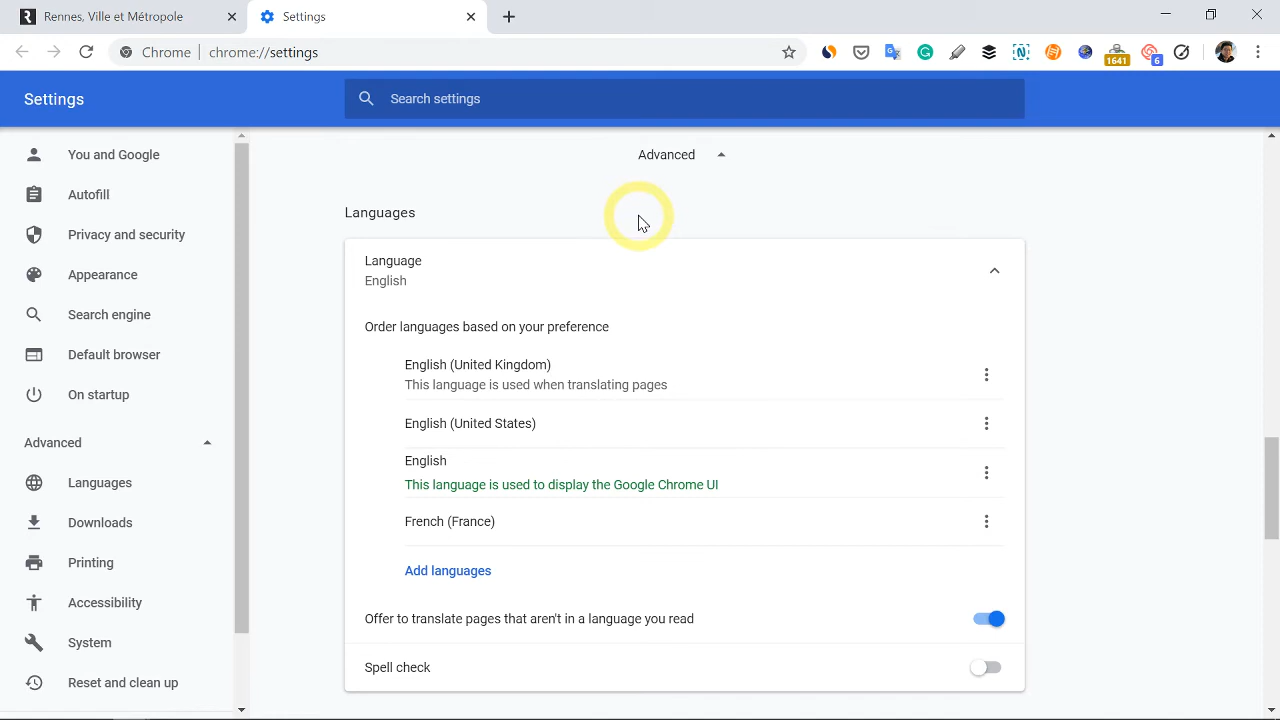 Rennes, Ville et Métropole
Settings
Chrome | chrome://settings
1641
6
Settings
Search settings
You and Google
Autofill
Privacy and security
Appearance
Search engine
Default browser
On startup
Advanced
Languages
Downloads
Printing
Accessibility
System
Reset and clean up
Advanced
Languages
Language
English
Order languages based on your preference
English (United Kingdom)
This language is used when translating pages
English (United States)
English
This language is used to display the Google Chrome UI
French (France)
Add languages
Offer to translate pages that aren't in a language you read
Spell check